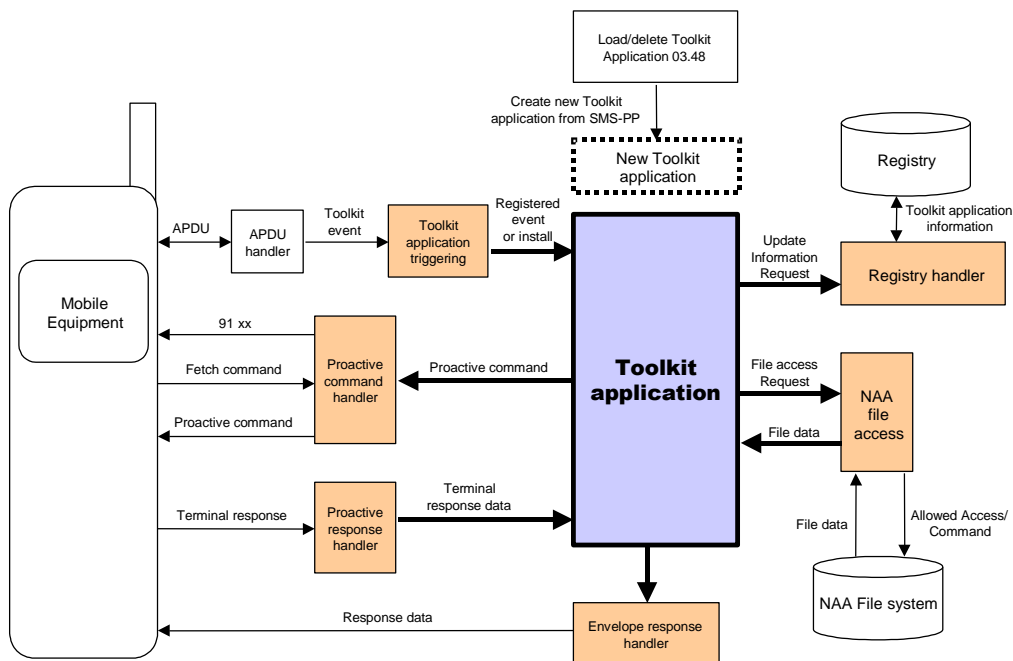 Load/delete Toolkit
Application 03.48
Create new Toolkit
application from SMS-PP
New Toolkit
application
Registry
Toolkit application
information
Registry handler
Update
Information
Request
APDU
APDU
handler
Toolkit
event
Toolkit
application
triggering
Registered
event
or install
Mobile
Equipment
91 xx
Fetch command
Proactive command
Proactive
command
handler
Proactive command
Toolkit
application
File access
Request
File data
NAA
file
access
Terminal response
Proactive
response
handler
Terminal
response data
File data
Allowed Access/
Command
NAA File system
Response data
Envelope response
handler